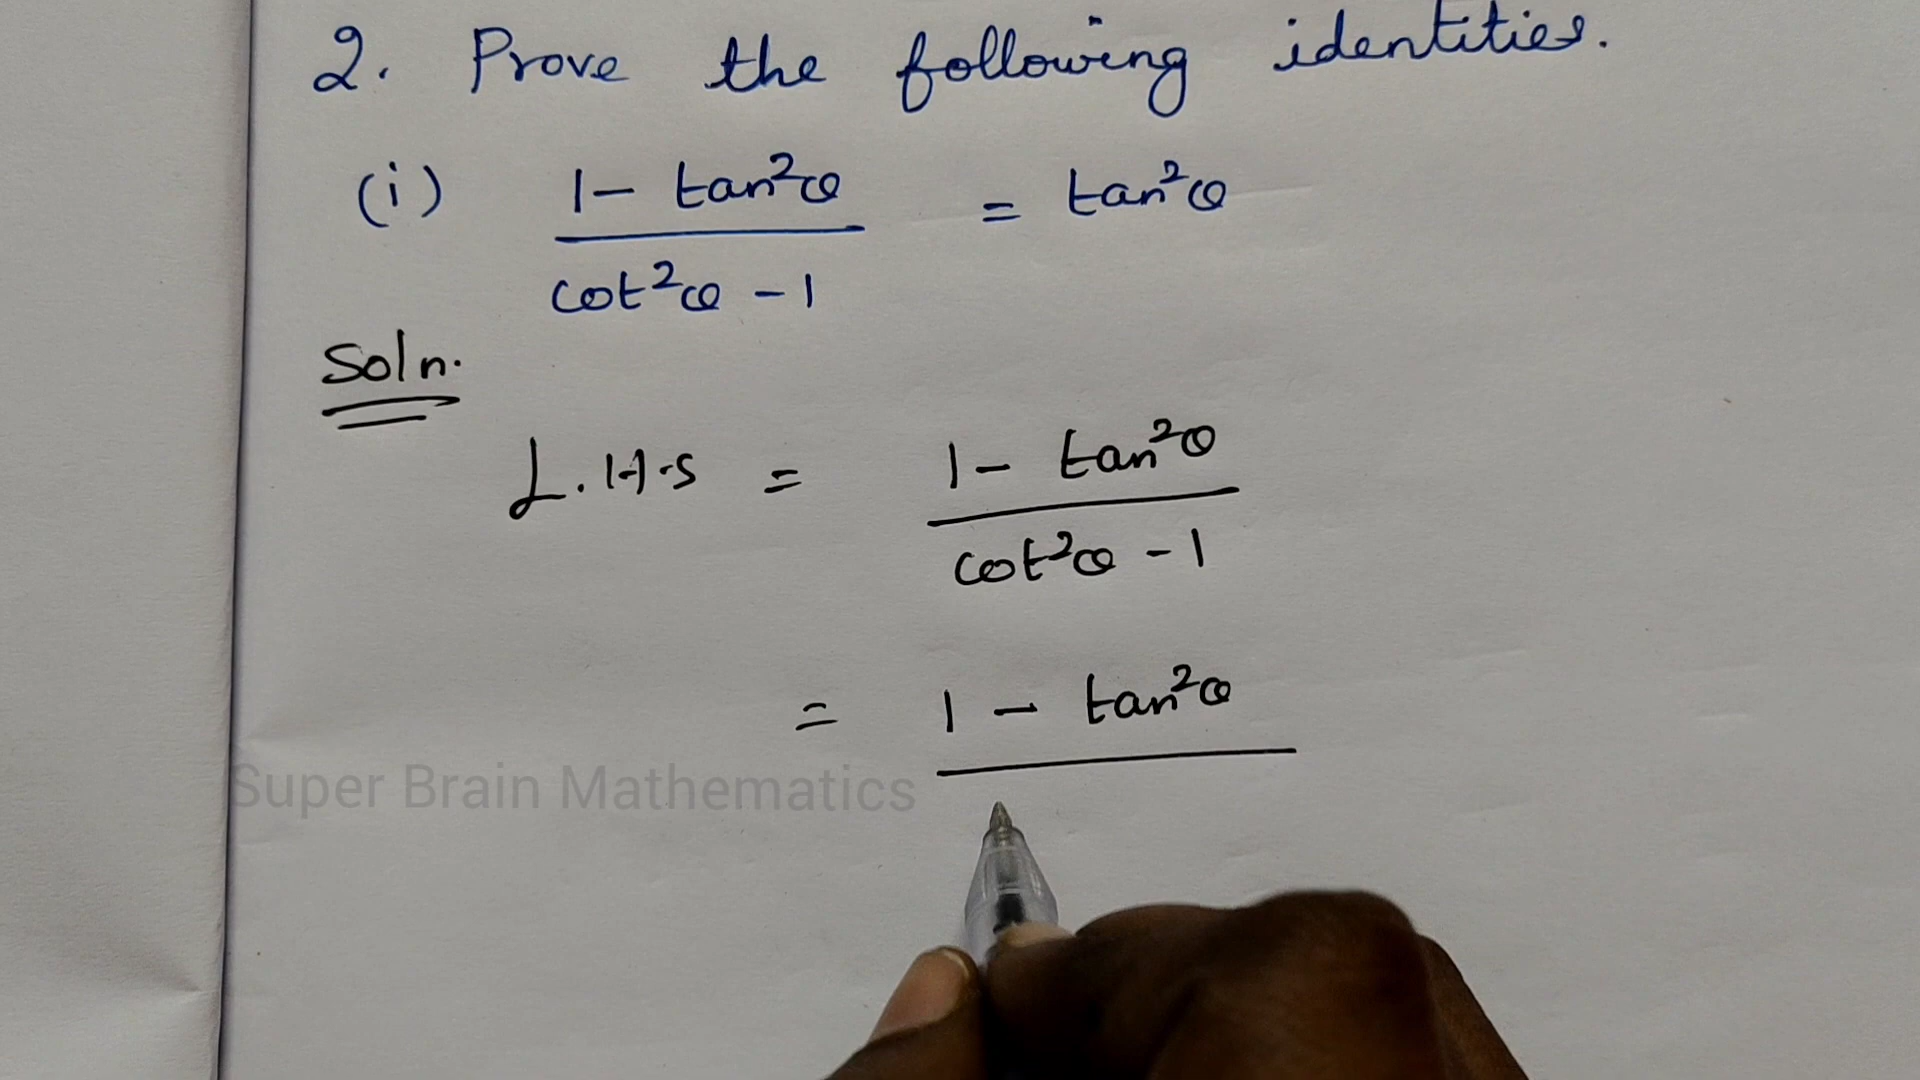 2. Prove the following identities.
(i) 1 - tan²θ / cot²θ - 1 = tan²θ
Soln.
L.H.S = 1 - tan²θ / cot²θ - 1
= 1 - tan²θ
Super Brain Mathematics